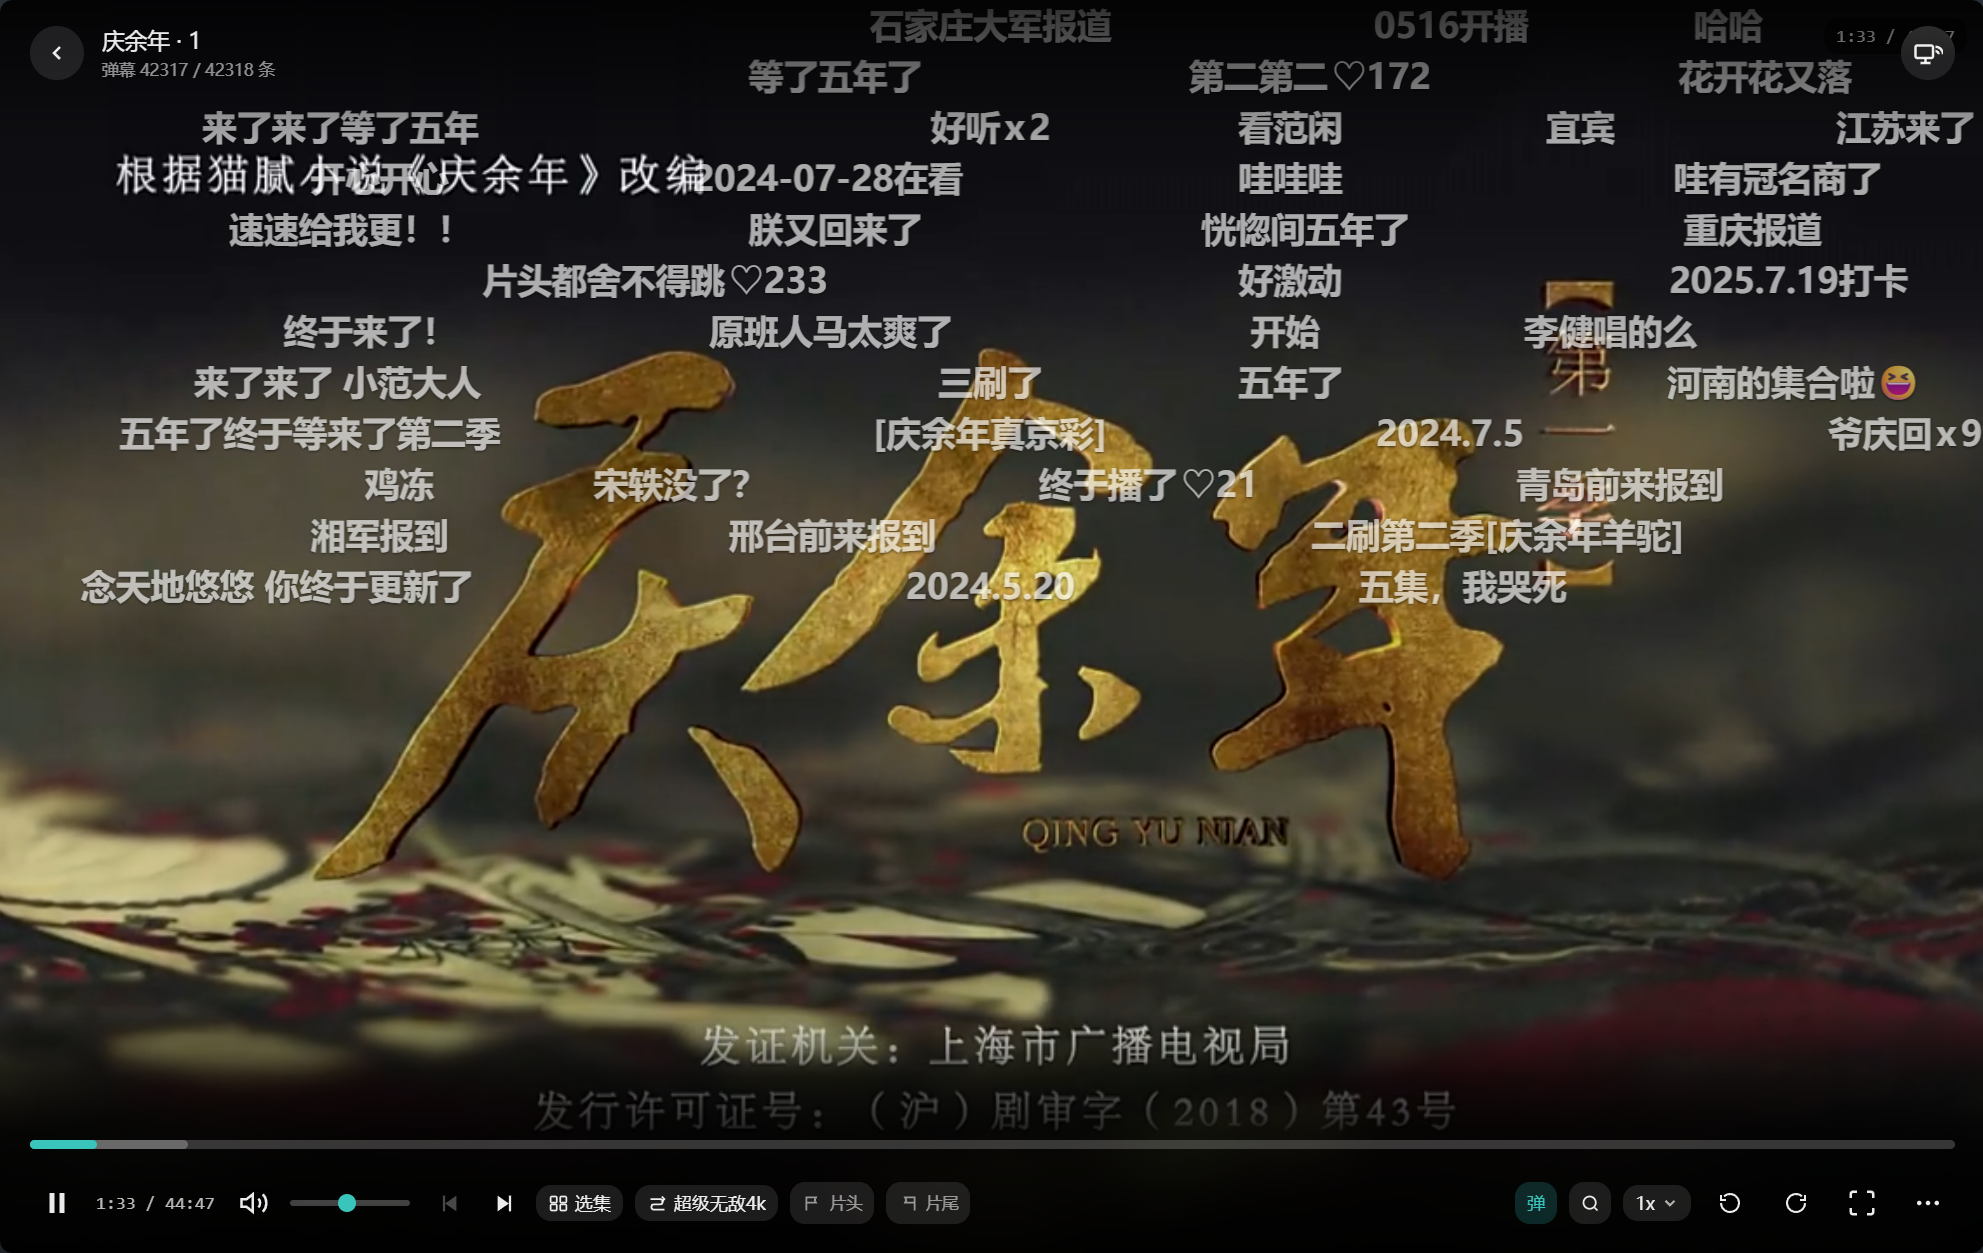 石家庄大军报道 0516开播 哈哈
庆余年 · 1
1:33 /
弹幕 42317 / 42318 条
等了五年了 第二第二♡172 花开花又落
来了来了等了五年 好听x2 看范闲 宜宾 江苏来了
根据猫腻小说《庆余年》改编
开心开心 2024-07-28在看 哇哇哇 哇有冠名商了
速速给我更！！ 朕又回来了 恍惚间五年了 重庆报道
片头都舍不得跳♡233 好激动 2025.7.19打卡
终于来了！ 原班人马太爽了 开始 李健唱的么
来了来了 小范大人 三刷了 五年了 河南的集合啦😆
五年了终于等来了第二季 [庆余年真京彩] 2024.7.5 爷庆回x9
鸡冻 宋轶没了？ 终于播了♡21 青岛前来报到
湘军报到 邢台前来报到 二刷第二季[庆余年羊驼]
念天地悠悠 你终于更新了 2024.5.20 五集，我哭死
【第一季】
庆余年
QING YU NIAN
发证机关：上海市广播电视局
发行许可证号：（沪）剧审字（2018）第43号
1:33 / 44:47 选集 超级无敌4k 片头 片尾 弹 1x